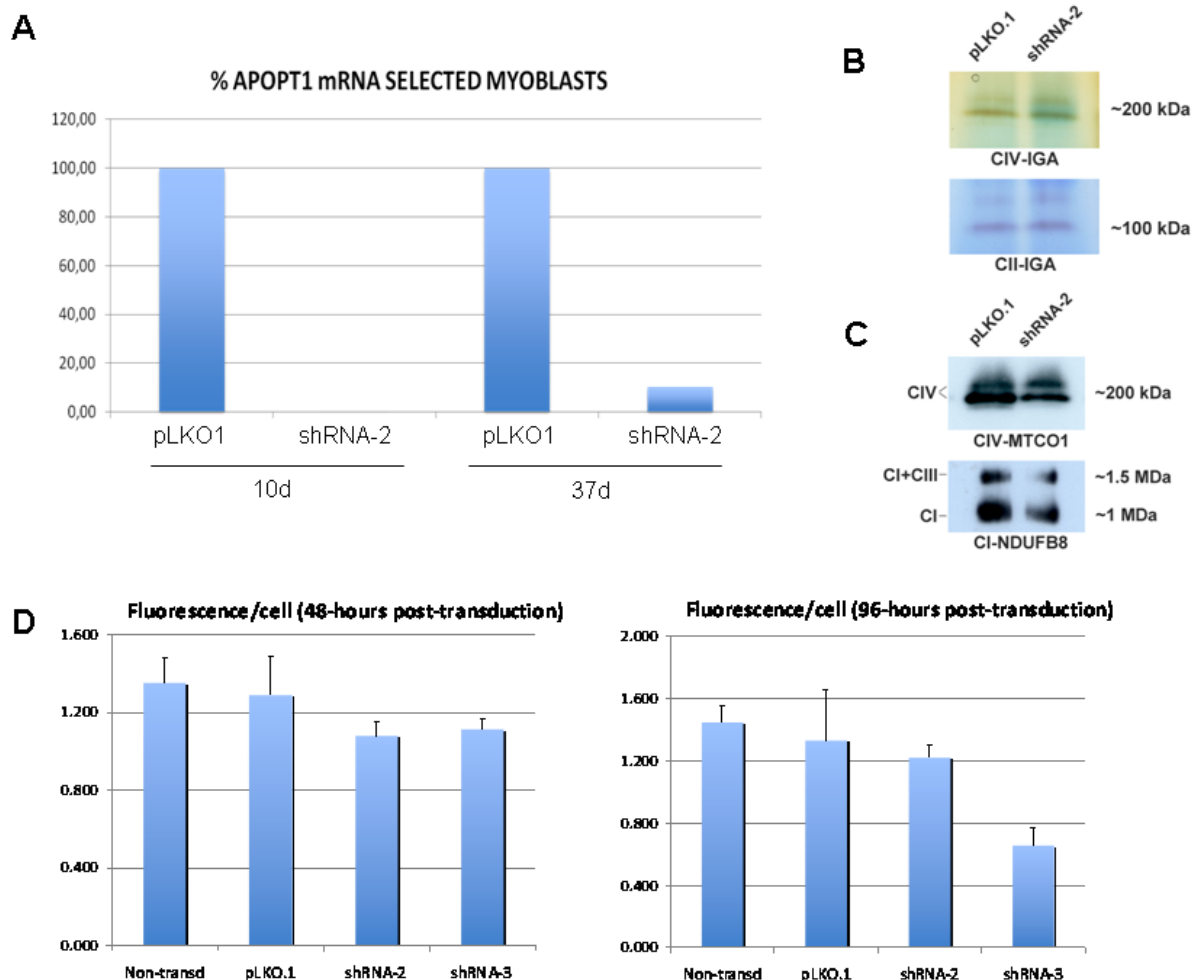 A
% APOPT1 mRNA SELECTED MYOBLASTS
120,00
100,00
80,00
60,00
40,00
20,00
0,00
pLKO1 shRNA-2 pLKO1 shRNA-2
10d 37d
B
pLKO.1 shRNA-2
~200 kDa
CIV-IGA
~100 kDa
CII-IGA
C
pLKO.1 shRNA-2
CIV< ~200 kDa
CIV-MTCO1
CI+CIII- ~1.5 MDa
CI- ~1 MDa
CI-NDUFB8
D
Fluorescence/cell (48-hours post-transduction)
1.600
1.200
0.800
0.400
0.000
Non-transd pLKO.1 shRNA-2 shRNA-3
Fluorescence/cell (96-hours post-transduction)
2.000
1.600
1.200
0.800
0.400
0.000
Non-transd pLKO.1 shRNA-2 shRNA-3